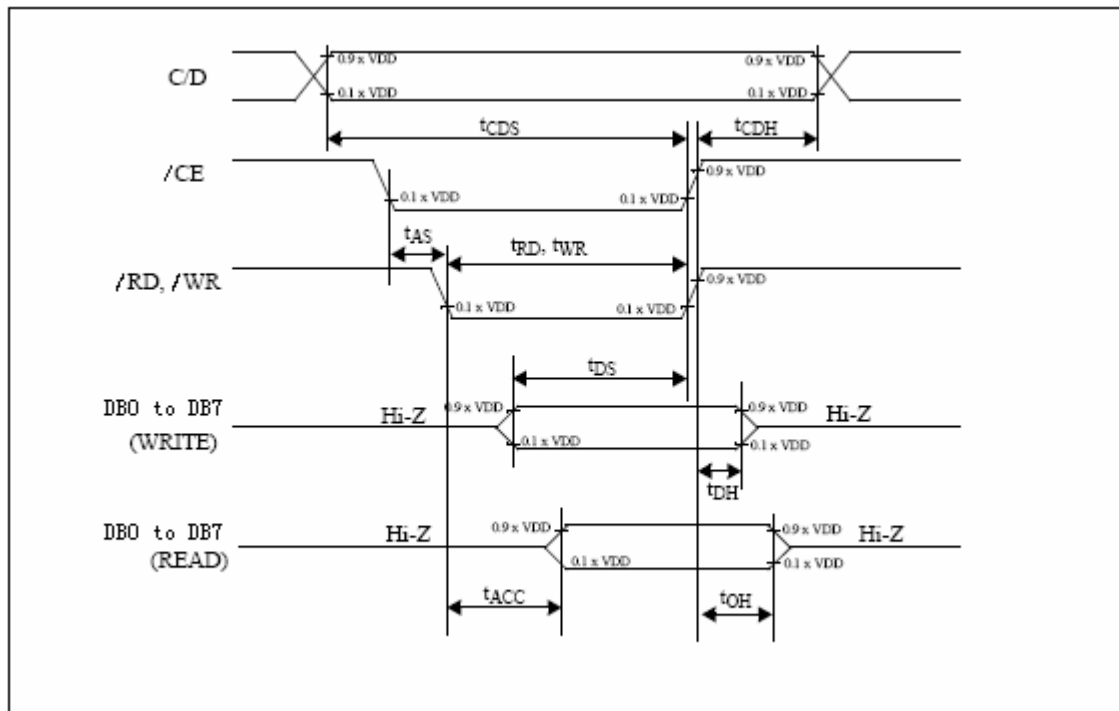 C/D
0.9 x VDD
0.9 x VDD
0.1 x VDD
0.1 x VDD
tCDS
tCDH
/CE
0.9 x VDD
0.1 x VDD
0.1 x VDD
tAS
tRD, tWR
/RD, /WR
0.9 x VDD
0.1 x VDD
0.1 x VDD
tDS
DB0 to DB7
(WRITE)
Hi-Z
0.9 x VDD
0.9 x VDD
Hi-Z
0.1 x VDD
0.1 x VDD
tDH
DB0 to DB7
(READ)
Hi-Z
0.9 x VDD
0.9 x VDD
Hi-Z
0.1 x VDD
0.1 x VDD
tACC
tOH